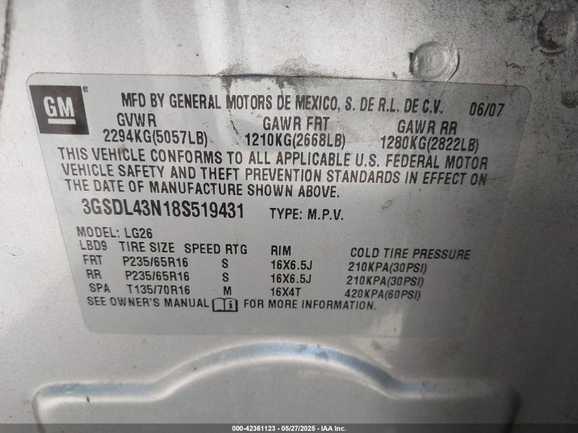 GM
MFD BY GENERAL MOTORS DE MEXICO, S. DE R.L. DE C.V. 06/07
GVWR GAWR FRT GAWR RR
2294KG(5057LB) 1210KG(2668LB) 1280KG(2822LB)
THIS VEHICLE CONFORMS TO ALL APPLICABLE U.S. FEDERAL MOTOR
VEHICLE SAFETY AND THEFT PREVENTION STANDARDS IN EFFECT ON
THE DATE OF MANUFACTURE SHOWN ABOVE.
3GSDL43N18S519431 TYPE: M.P.V.
MODEL: LG26
LBD9 TIRE SIZE SPEED RTG RIM COLD TIRE PRESSURE
FRT P235/65R16 S 16X6.5J 210KPA(30PSI)
RR P235/65R16 S 16X6.5J 210KPA(30PSI)
SPA T135/70R16 M 16X4T 420KPA(60PSI)
SEE OWNER'S MANUAL FOR MORE INFORMATION.
000-42361123 - 05/27/2025 - IAA Inc.